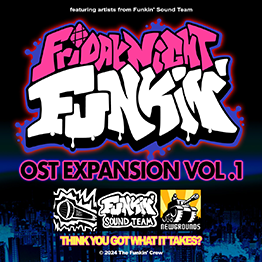 featuring artists from Funkin' Sound Team
FRiDAY NiGHT
FUNKiN'
OST EXPANSION VOL .1
FUNKIN'
SOUND TEAM
NEWGROUNDS
THINK YOU GOT WHAT IT TAKES?
© 2024 The Funkin' Crew